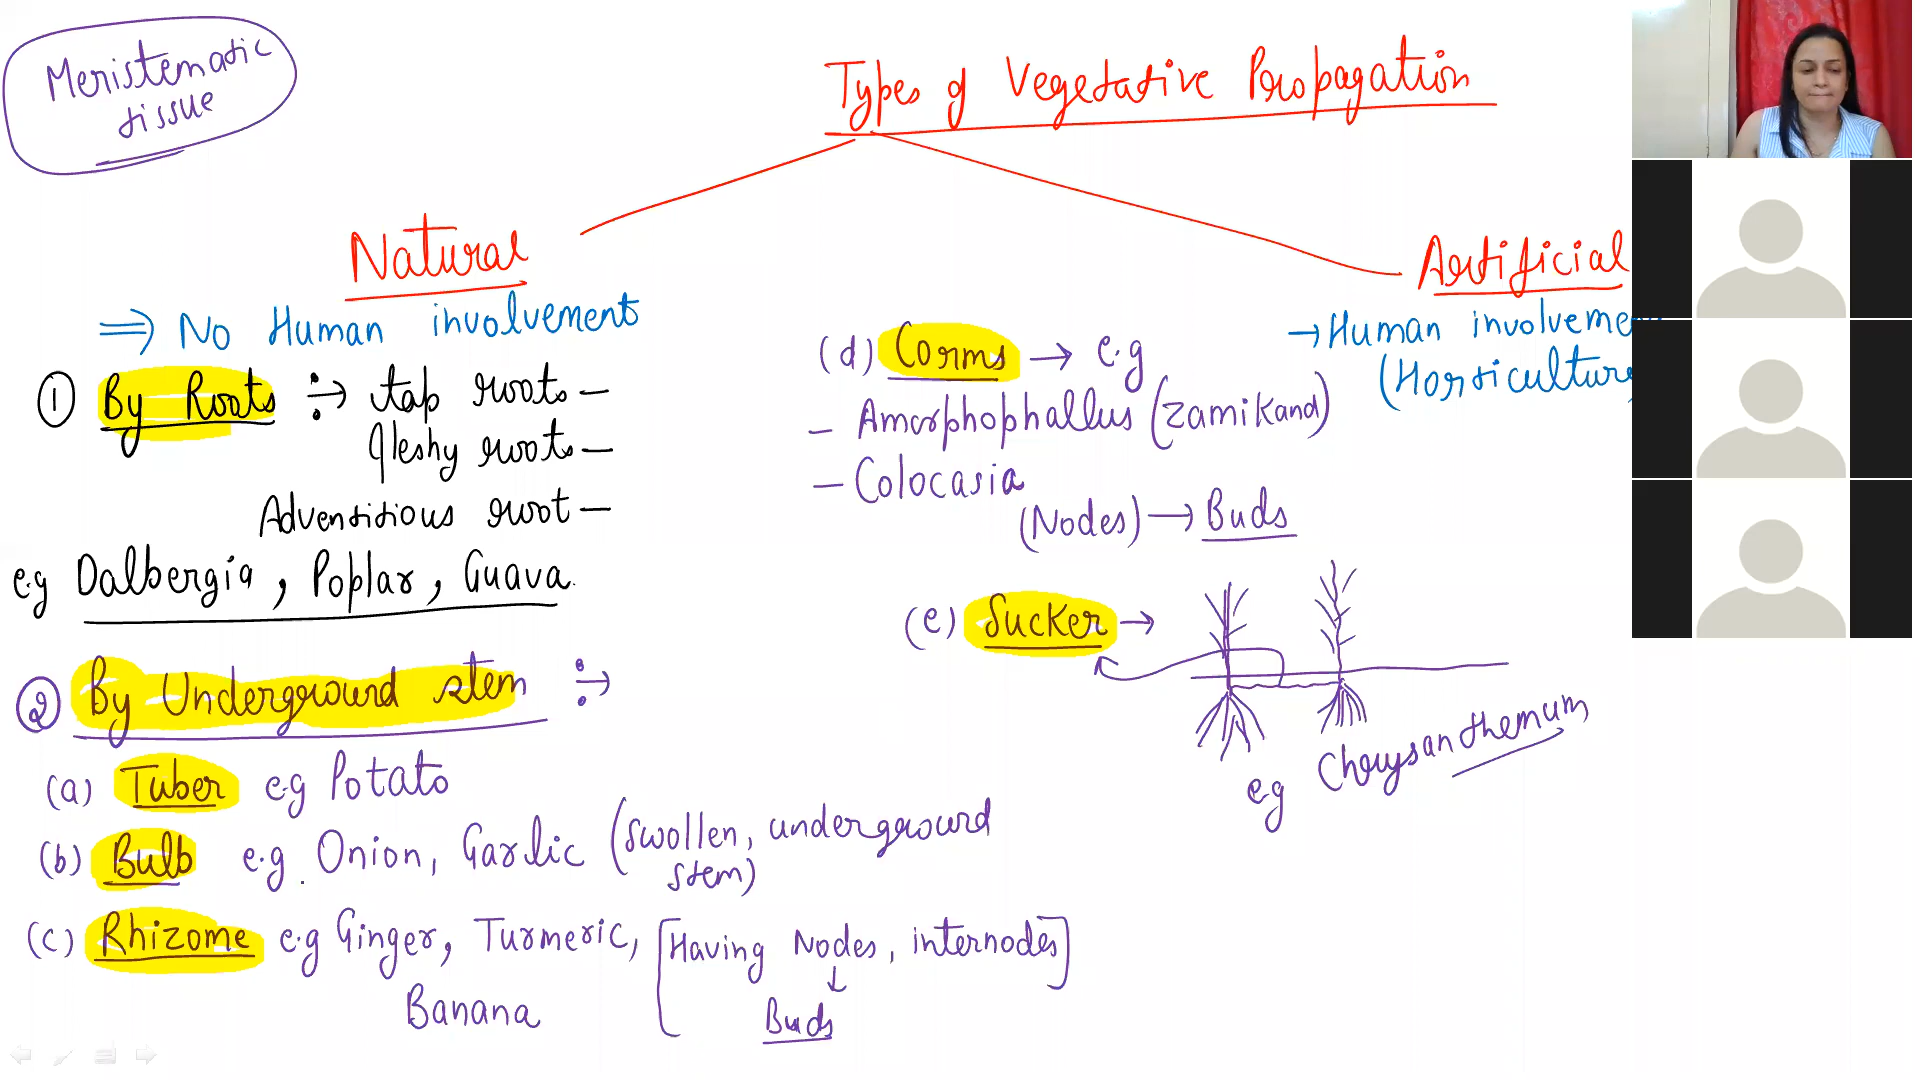 Meristematic
tissue
Types of Vegetative Propagation
Natural
⇒ No Human involvement
① By Roots ÷→ tap roots –
fleshy roots –
Adventitious root –
e.g Dalbergia, Poplar, Guava.
② By Underground stem ÷→
(a) Tuber e.g Potato
(b) Bulb e.g. Onion, Garlic (swollen, underground
stem)
(c) Rhizome e.g Ginger, Turmeric, [Having Nodes, internodes]
↓
Banana
Buds
(d) Corms → e.g
– Amorphophallus (Zamikand)
– Colocasia
(Nodes) → Buds
(e) Sucker →
eg Chrysanthemum
Artificial
→ Human involveme
(Horticulture